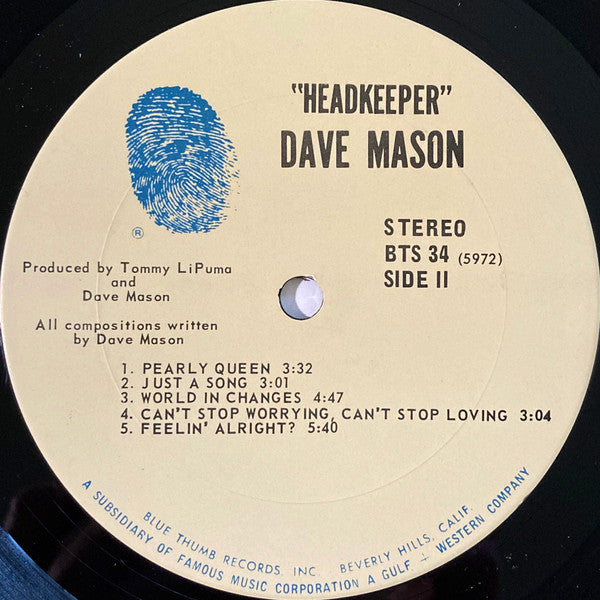 "HEADKEEPER"
DAVE MASON
®
STEREO
BTS 34 (5972)
SIDE II
Produced by Tommy LiPuma
and
Dave Mason
All compositions written
by Dave Mason
1. PEARLY QUEEN 3:32
2. JUST A SONG 3:01
3. WORLD IN CHANGES 4:47
4. CAN'T STOP WORRYING, CAN'T STOP LOVING 3:04
5. FEELIN' ALRIGHT? 5:40
BLUE THUMB RECORDS, INC. BEVERLY HILLS, CALIF.
A SUBSIDIARY OF FAMOUS MUSIC CORPORATION A GULF + WESTERN COMPANY